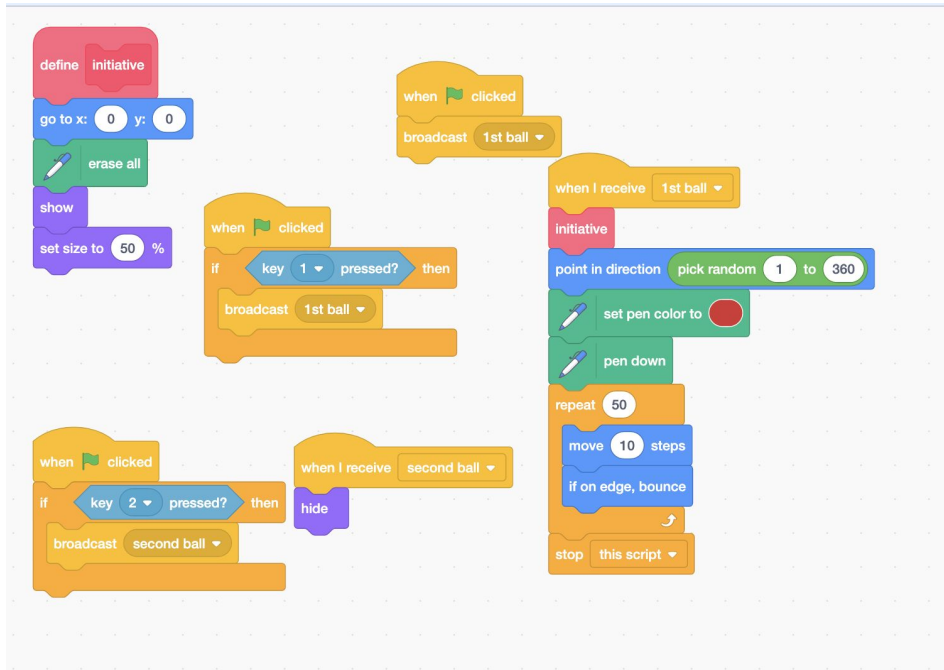 define initiative
go to x: 0 y: 0
erase all
show
set size to 50 %
when clicked
broadcast 1st ball
when clicked
if key 1 pressed? then
broadcast 1st ball
when I receive 1st ball
initiative
point in direction pick random 1 to 360
set pen color to
pen down
repeat 50
move 10 steps
if on edge, bounce
stop this script
when clicked
if key 2 pressed? then
broadcast second ball
when I receive second ball
hide